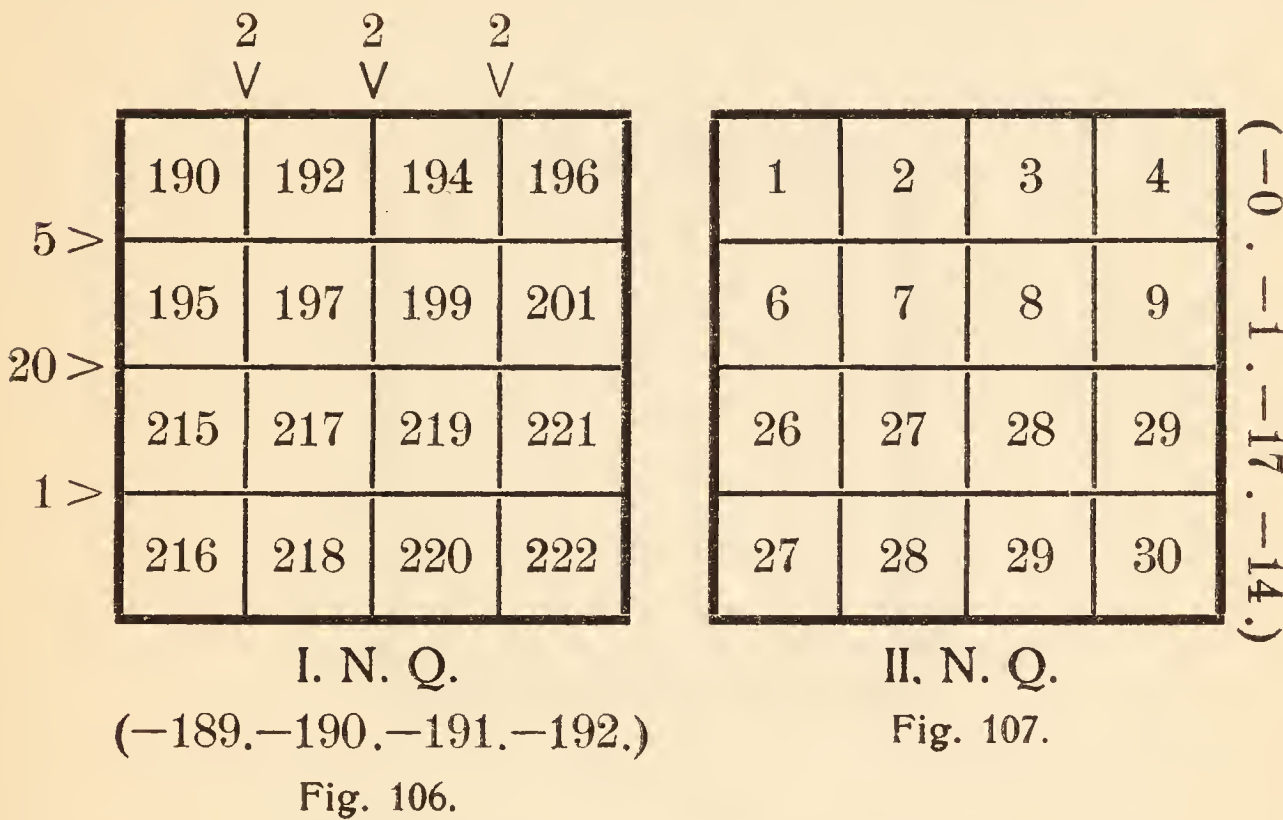 2 2 2
V V V
190 192 194 196
5 >
195 197 199 201
20 >
215 217 219 221
1 >
216 218 220 222
I. N. Q.
(—189.—190.—191.—192.)
Fig. 106.
1 2 3 4
6 7 8 9
26 27 28 29
27 28 29 30
(—0 . —1 . —17 . —14 .)
II. N. Q.
Fig. 107.